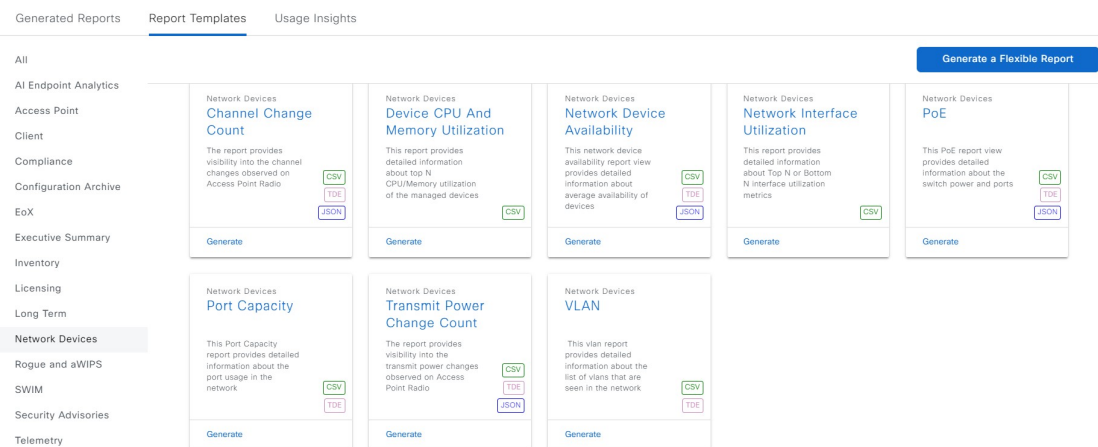 Generated Reports
Report Templates
Usage Insights
All
AI Endpoint Analytics
Access Point
Client
Compliance
Configuration Archive
EoX
Executive Summary
Inventory
Licensing
Long Term
Network Devices
Rogue and aWIPS
SWIM
Security Advisories
Telemetry
Generate a Flexible Report
Network Devices
Channel Change
Count
The report provides
visibility into the channel
changes observed on
Access Point Radio
CSV
TDE
JSON
Generate
Network Devices
Device CPU And
Memory Utilization
This report provides
detailed information
about top N
CPU/Memory utilization
of the managed devices
CSV
Generate
Network Devices
Network Device
Availability
This network device
availability report view
provides detailed
information about
average availability of
devices
CSV
TDE
JSON
Generate
Network Devices
Network Interface
Utilization
This report provides
detailed information
about Top N or Bottom
N interface utilization
metrics
CSV
Generate
Network Devices
PoE
This PoE report view
provides detailed
information about the
switch power and ports
CSV
TDE
JSON
Generate
Network Devices
Port Capacity
This Port Capacity
report provides detailed
information about the
port usage in the
network
CSV
TDE
Generate
Network Devices
Transmit Power
Change Count
The report provides
visibility into the
transmit power changes
observed on Access
Point Radio
CSV
TDE
JSON
Generate
Network Devices
VLAN
This vlan report
provides detailed
information about the
list of vlans that are
seen in the network
CSV
TDE
Generate